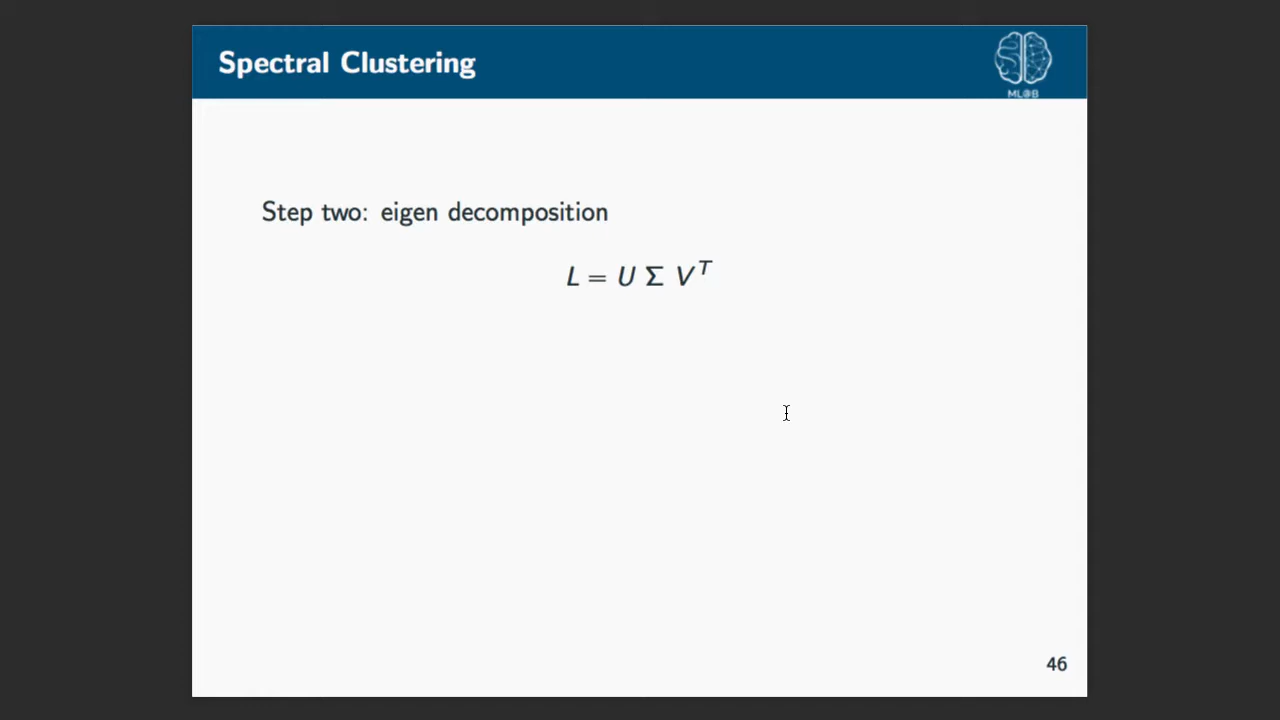 Spectral Clustering
ML@B
Step two: eigen decomposition
L = U Σ V^T
46